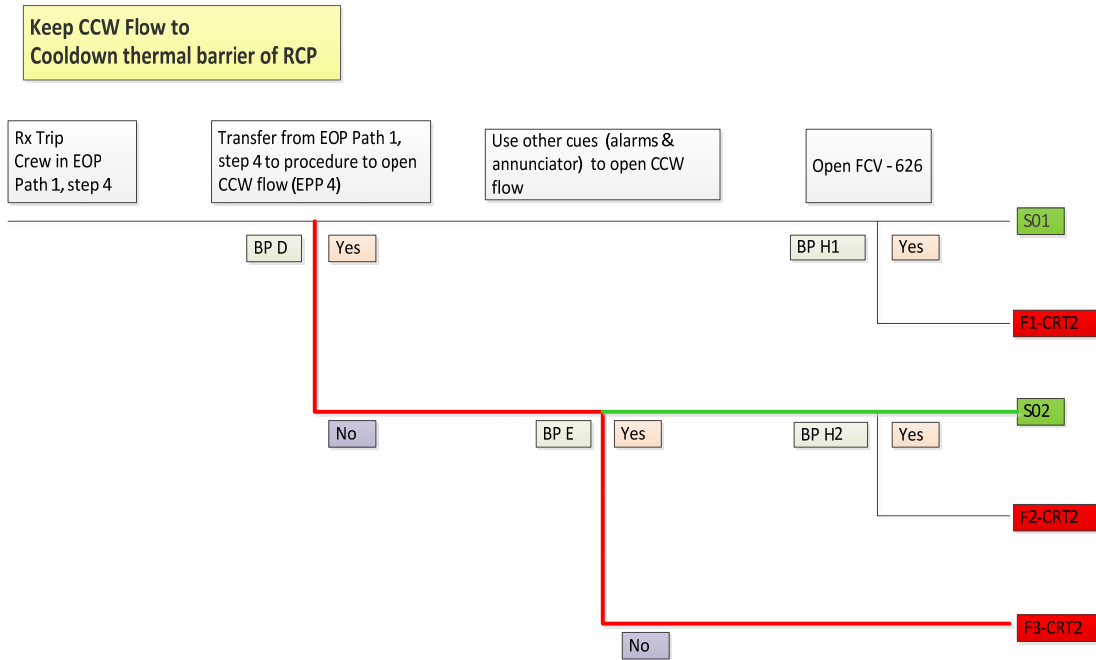 Keep CCW Flow to
Cooldown thermal barrier of RCP
Rx Trip
Crew in EOP
Path 1, step 4
Transfer from EOP Path 1,
step 4 to procedure to open
CCW flow (EPP 4)
Use other cues (alarms &
annunciator) to open CCW
flow
Open FCV - 626
S01
BP D
Yes
BP H1
Yes
F1-CRT2
S02
No
BP E
Yes
BP H2
Yes
F2-CRT2
F3-CRT2
No